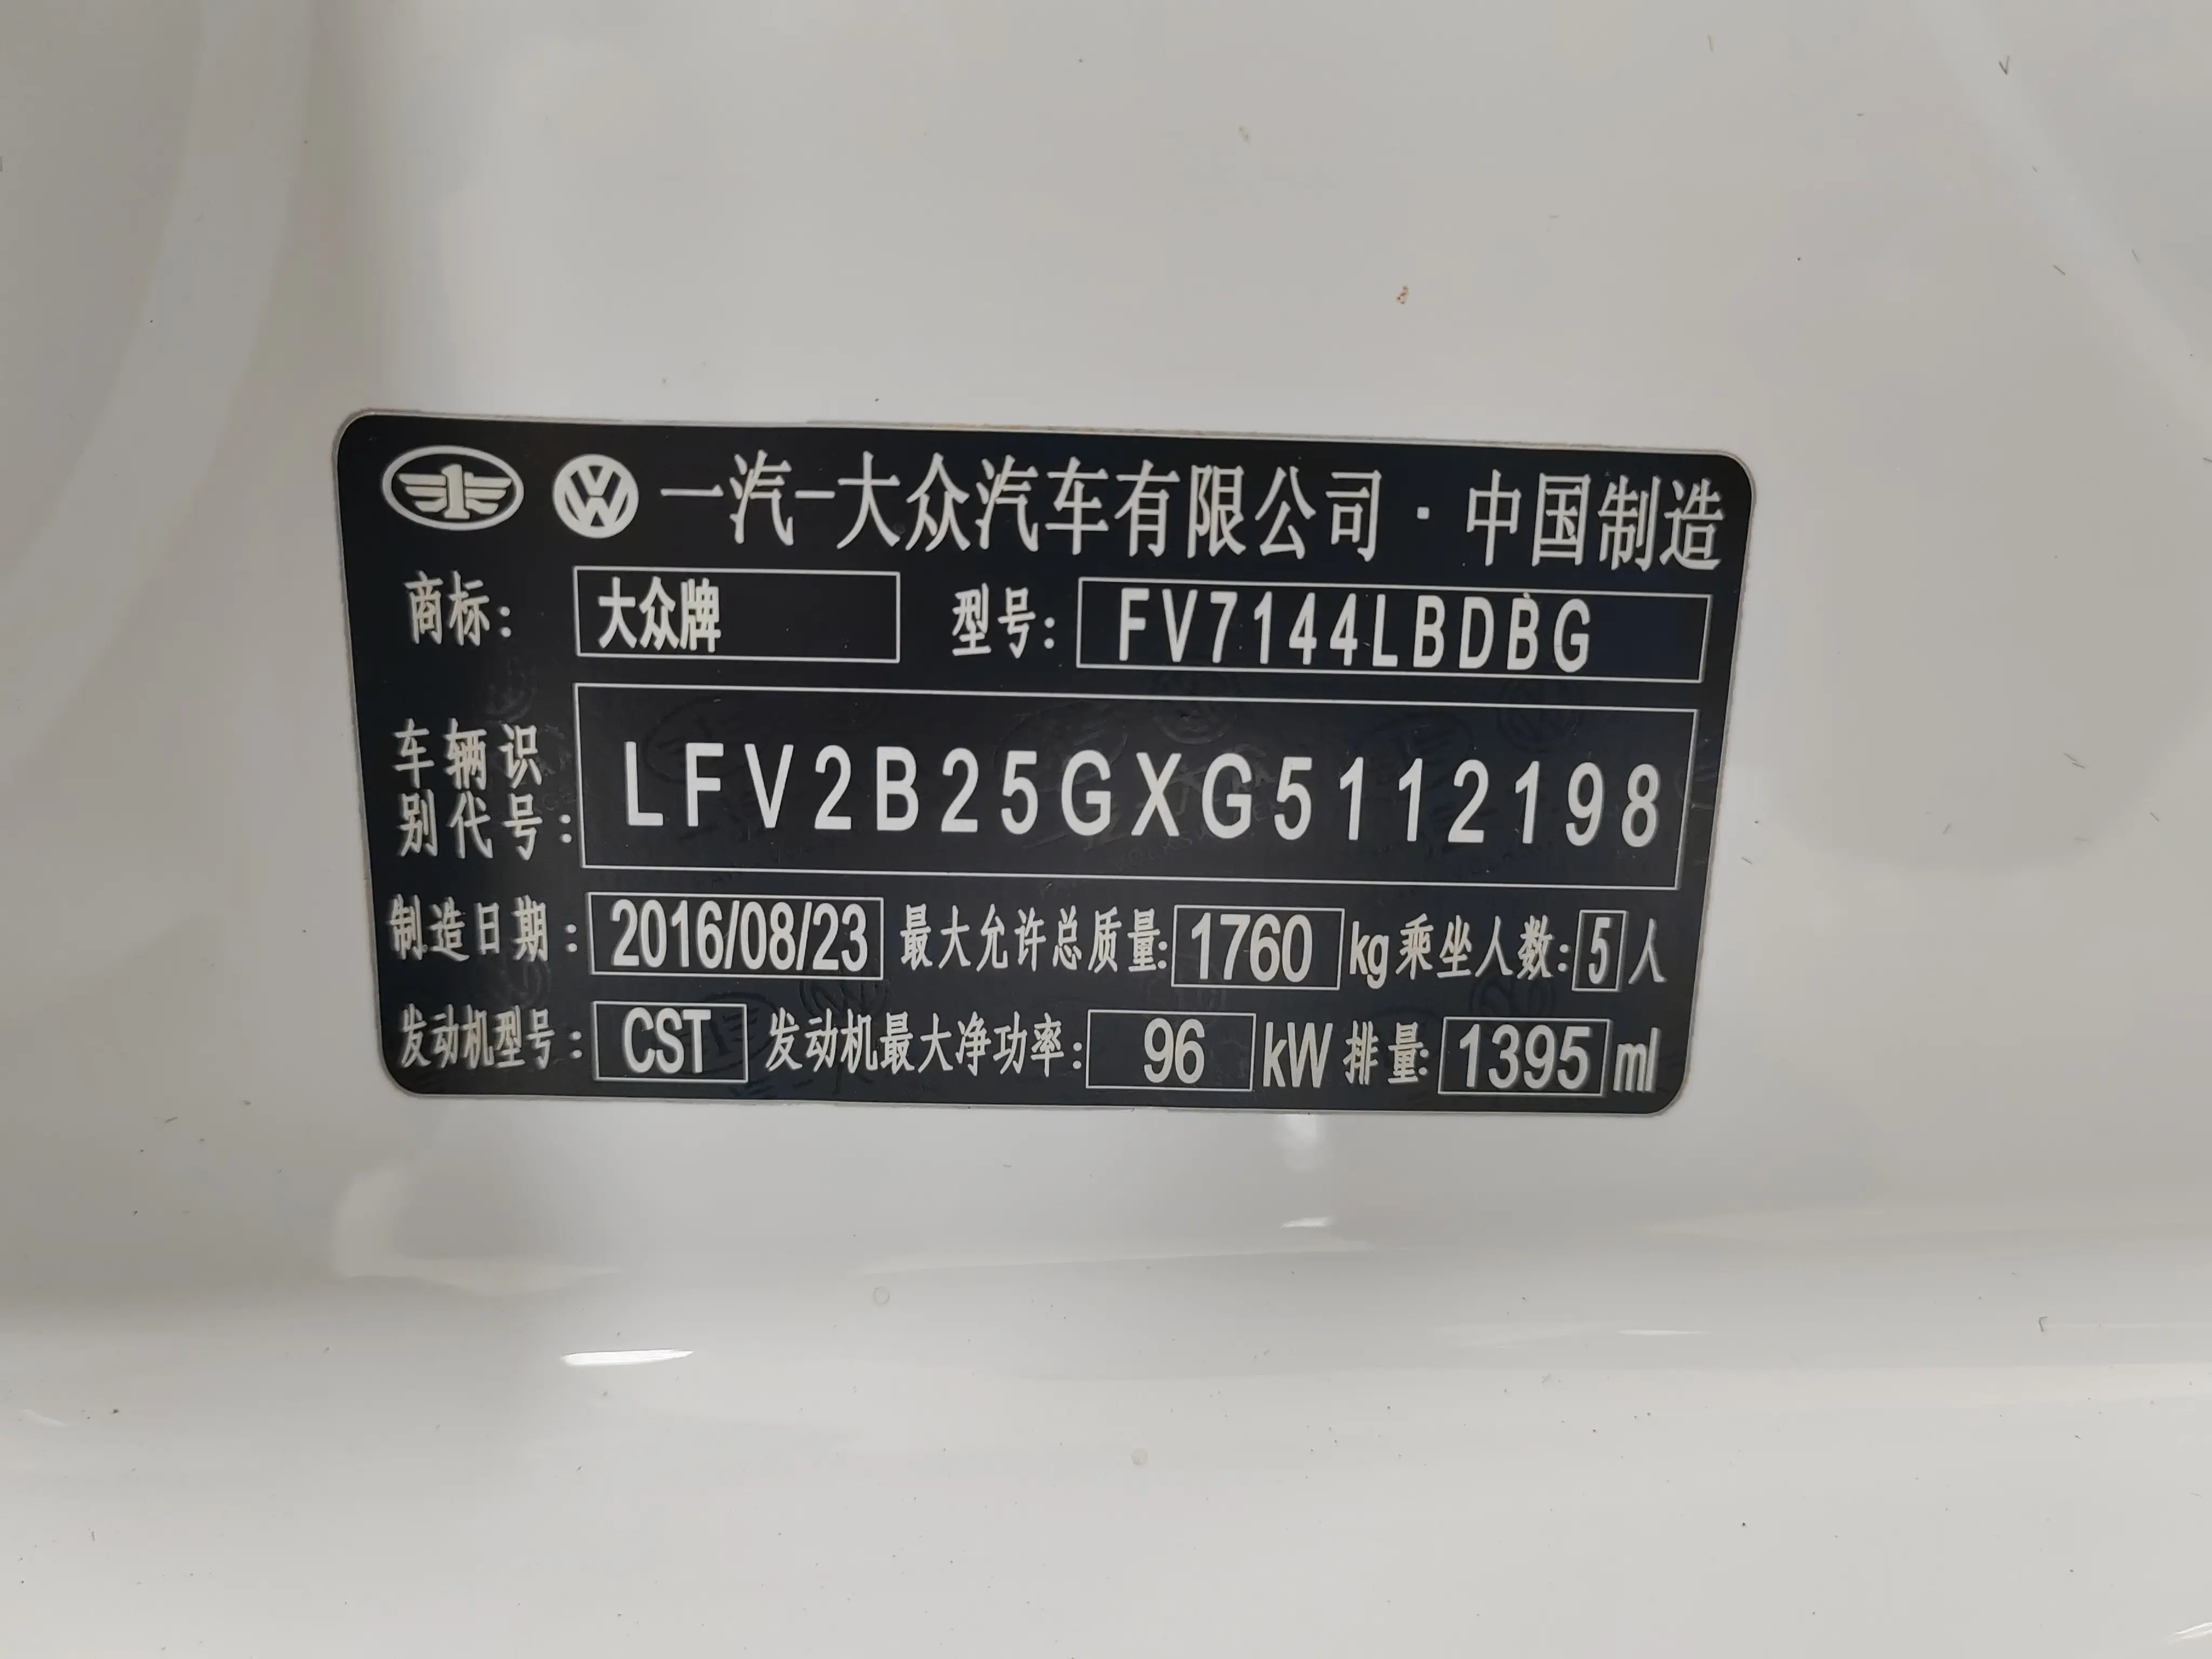 一汽-大众汽车有限公司·中国制造
商标: 大众牌 型号: FV7144LBDBG
车辆识
别代号: LFV2B25GXG5112198
制造日期: 2016/08/23 最大允许总质量: 1760 kg 乘坐人数: 5 人
发动机型号: CST 发动机最大净功率: 96 kW 排量: 1395 ml